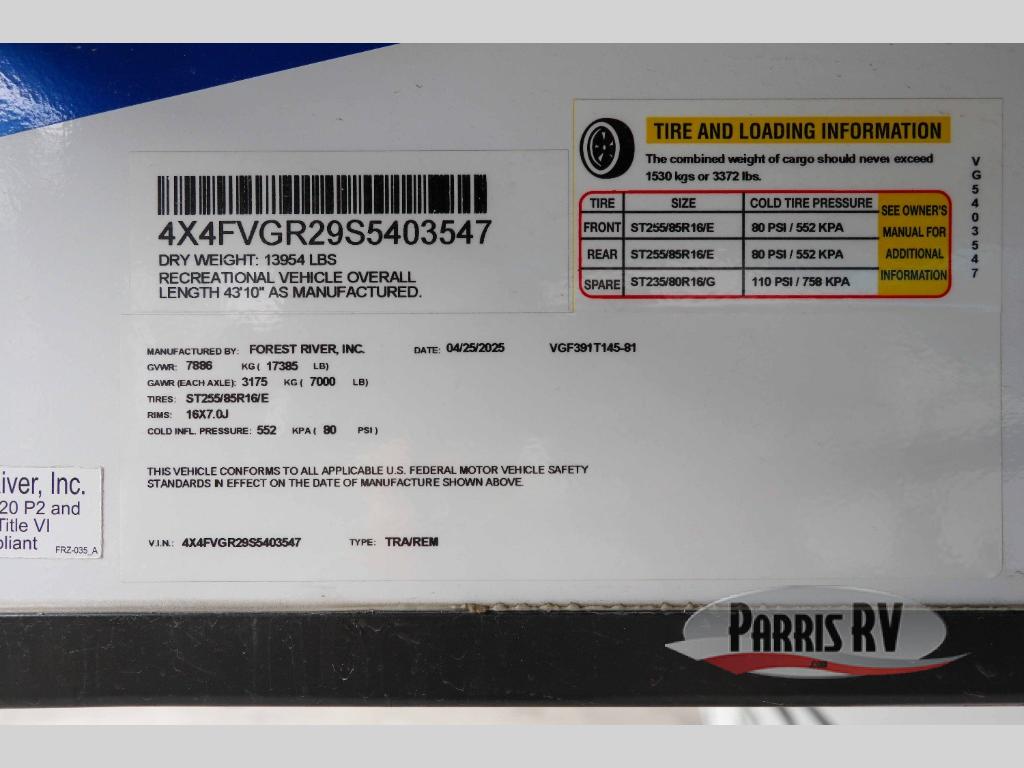 TIRE AND LOADING INFORMATION
The combined weight of cargo should never exceed
1530 kgs or 3372 lbs.
TIRE SIZE COLD TIRE PRESSURE
FRONT ST255/85R16/E 80 PSI / 552 KPA
REAR ST255/85R16/E 80 PSI / 552 KPA
SPARE ST235/80R16/G 110 PSI / 758 KPA
SEE OWNER'S
MANUAL FOR
ADDITIONAL
INFORMATION
VG5403547
4X4FVGR29S5403547
DRY WEIGHT: 13954 LBS
RECREATIONAL VEHICLE OVERALL
LENGTH 43'10" AS MANUFACTURED.
MANUFACTURED BY: FOREST RIVER, INC. DATE: 04/25/2025 VGF391T145-81
GVWR: 7886 KG ( 17385 LB)
GAWR (EACH AXLE): 3175 KG ( 7000 LB)
TIRES: ST255/85R16/E
RIMS: 16X7.0J
COLD INFL. PRESSURE: 552 KPA ( 80 PSI )
THIS VEHICLE CONFORMS TO ALL APPLICABLE U.S. FEDERAL MOTOR VEHICLE SAFETY
STANDARDS IN EFFECT ON THE DATE OF MANUFACTURE SHOWN ABOVE.
V.I.N.: 4X4FVGR29S5403547 TYPE: TRA/REM
iver, Inc.
20 P2 and
Title VI
pliant
FRZ-035_A
PARRIS RV
.com